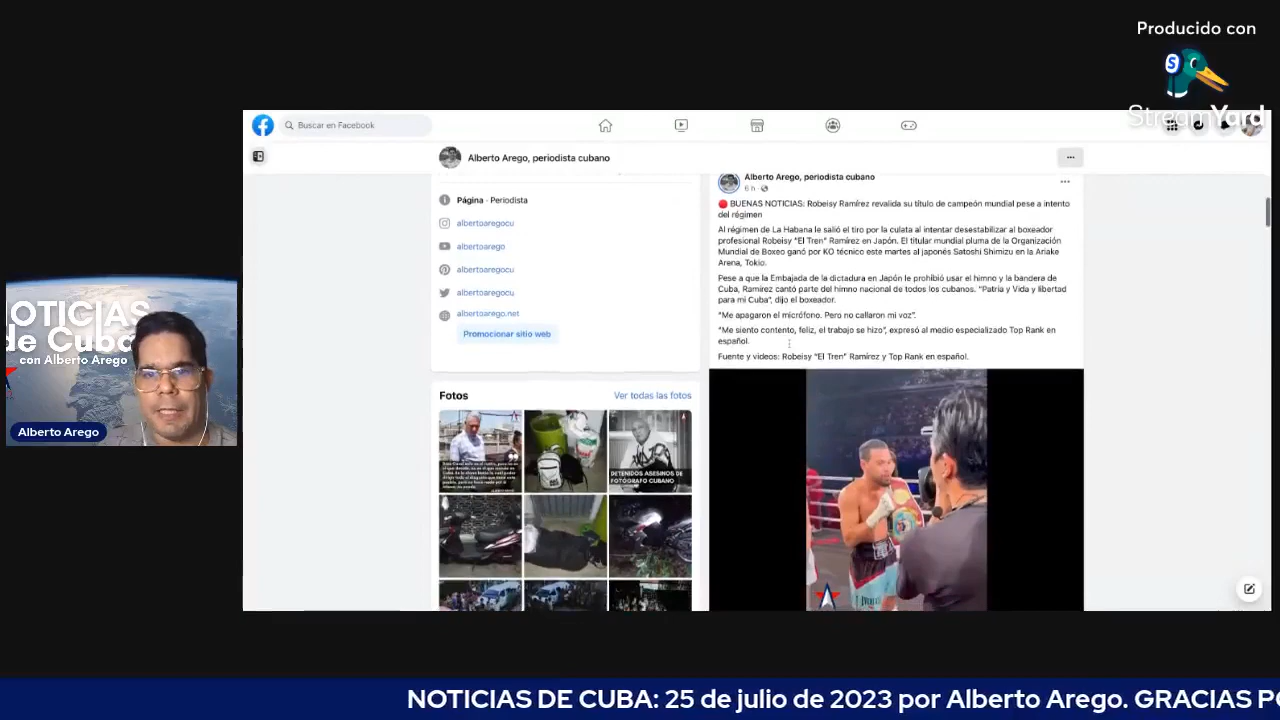 Producido con
StreamYard
Buscar en Facebook
Alberto Arego, periodista cubano
Página · Periodista
albertoaregocu
albertoarego
albertoaregocu
albertoaregocu
albertoarego.net
Promocionar sitio web
Fotos
Ver todas las fotos
DETENIDOS ASESINOS DE
FOTÓGRAFO CUBANO
Alberto Arego, periodista cubano
6 h
BUENAS NOTICIAS: Robeisy Ramírez revalida su título de campeón mundial pese a intento
del régimen
Al régimen de La Habana le salió el tiro por la culata al intentar desestabilizar al boxeador
profesional Robeisy "El Tren" Ramírez en Japón. El titular mundial pluma de la Organización
Mundial de Boxeo ganó por KO técnico este martes al japonés Satoshi Shimizu en la Ariake
Arena, Tokio.
Pese a que la Embajada de la dictadura en Japón le prohibió usar el himno y la bandera de
Cuba, Ramírez cantó parte del himno nacional de todos los cubanos. "Patria y Vida y libertad
para mi Cuba", dijo el boxeador.
"Me apagaron el micrófono. Pero no callaron mi voz".
"Me siento contento, feliz, el trabajo se hizo", expresó al medio especializado Top Rank en
español.
Fuente y videos: Robeisy "El Tren" Ramírez y Top Rank en español.
OTICIAS
de Cuba
con Alberto Arego
Alberto Arego
NOTICIAS DE CUBA: 25 de julio de 2023 por Alberto Arego. GRACIAS PO